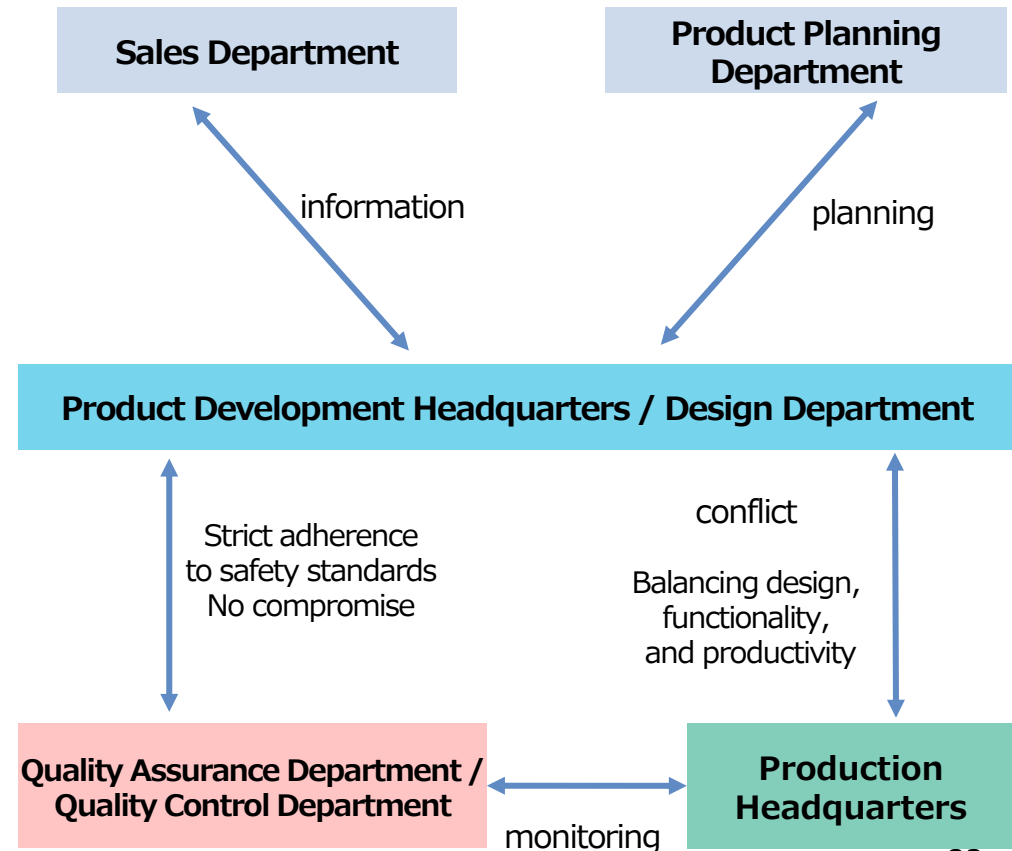 Sales Department
Product Planning
Department
information
planning
Product Development Headquarters / Design Department
Strict adherence
to safety standards
No compromise
conflict
Balancing design,
functionality,
and productivity
Quality Assurance Department /
Quality Control Department
Production
Headquarters
monitoring